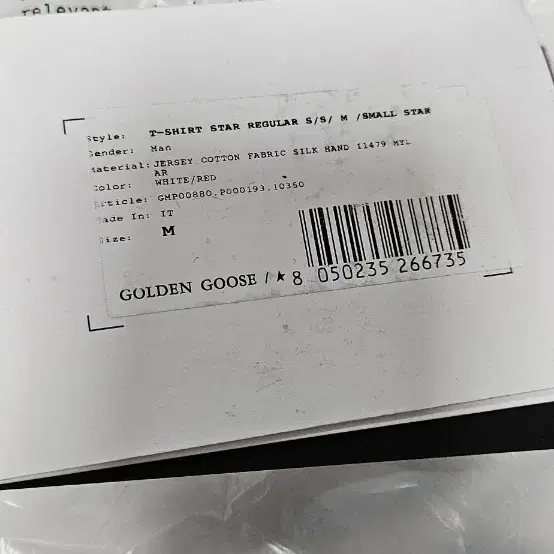 relevant
Style: T-SHIRT STAR REGULAR S/S/ M /SMALL STAR
Gender: Man
Material: JERSEY COTTON FABRIC SILK HAND 11479 MYL
AR
Color: WHITE/RED
Article: GMP00880.P000193.10350
Made In: IT
Size: M
GOLDEN GOOSE / ★
8 050235 266735